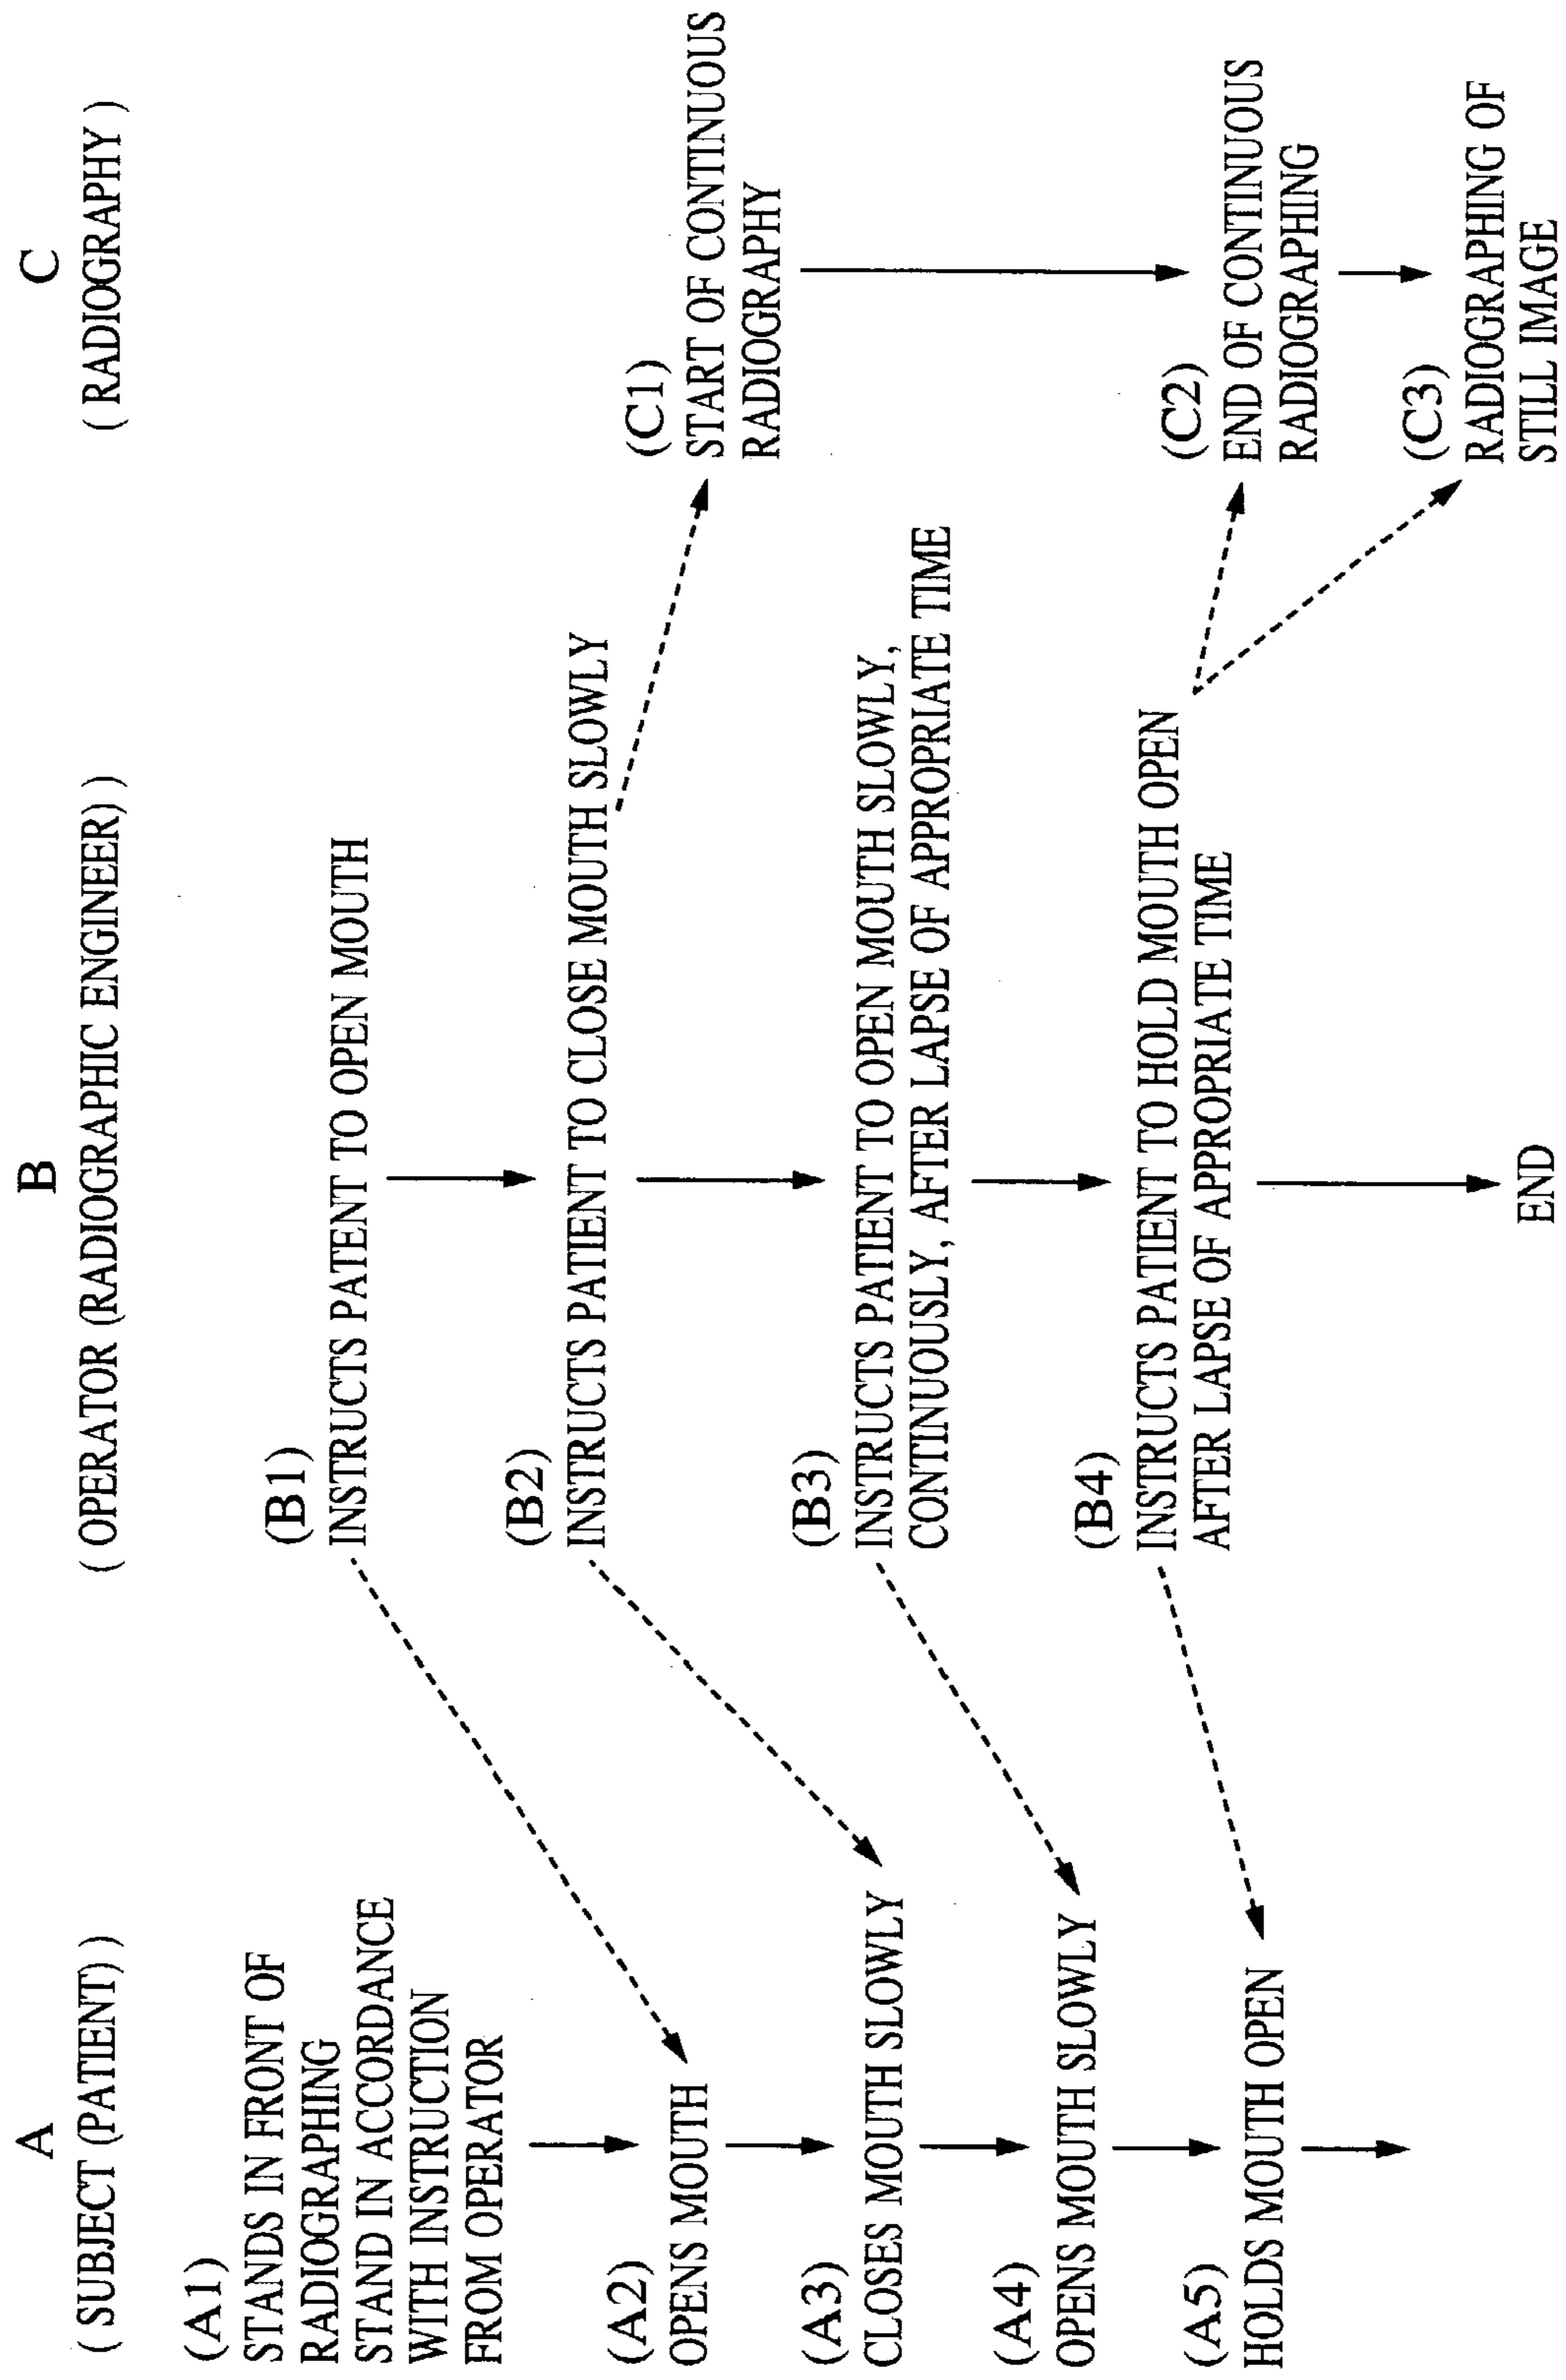 A
( SUBJECT (PATIENT) )
(A1)
STANDS IN FRONT OF
RADIOGRAPHING
STAND IN ACCORDANCE
WITH INSTRUCTION
FROM OPERATOR
(A2)
OPENS MOUTH
(A3)
CLOSES MOUTH SLOWLY
(A4)
OPENS MOUTH SLOWLY
(A5)
HOLDS MOUTH OPEN
B
( OPERATOR (RADIOGRAPHIC ENGINEER) )
(B1)
INSTRUCTS PATENT TO OPEN MOUTH
(B2)
INSTRUCTS PATIENT TO CLOSE MOUTH SLOWLY
(B3)
INSTRUCTS PATIENT TO OPEN MOUTH SLOWLY,
CONTINUOUSLY, AFTER LAPSE OF APPROPRIATE TIME
(B4)
INSTRUCTS PATIENT TO HOLD MOUTH OPEN
AFTER LAPSE OF APPROPRIATE TIME
END
C
( RADIOGRAPHY )
(C1)
START OF CONTINUOUS
RADIOGRAPHY
(C2)
END OF CONTINUOUS
RADIOGRAPHING
(C3)
RADIOGRAPHING OF
STILL IMAGE